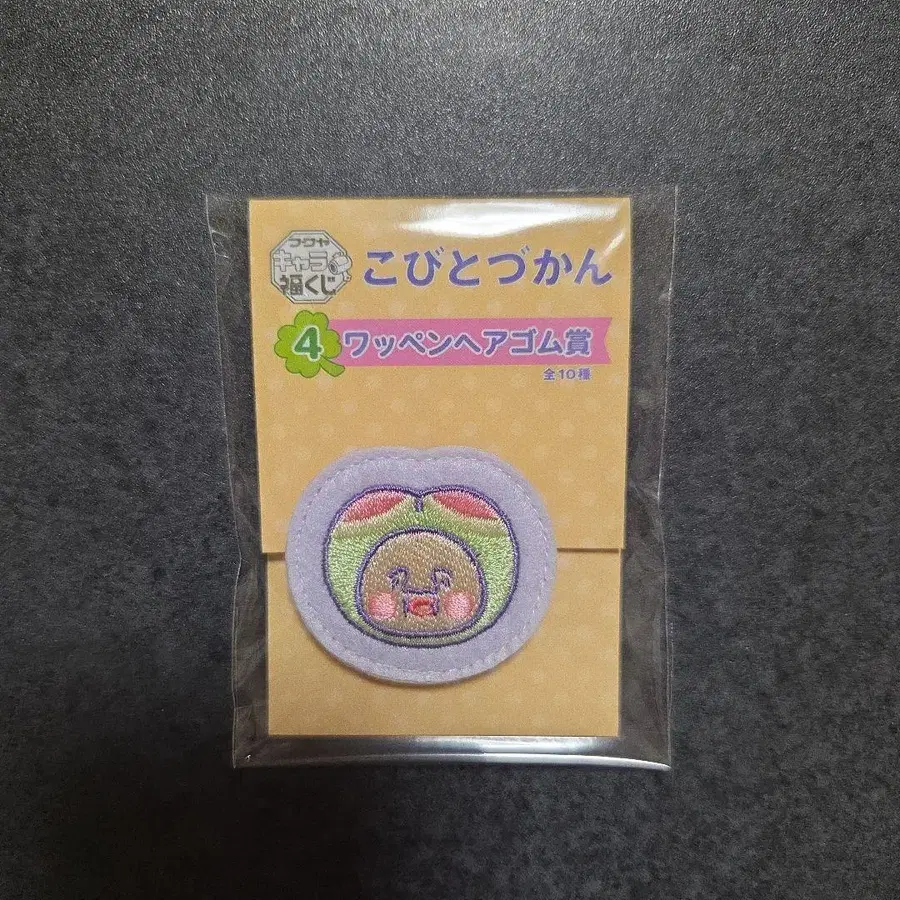 フクヤ
キャラ
福くじ
こびとづかん
4 ワッペンヘアゴム賞
全10種